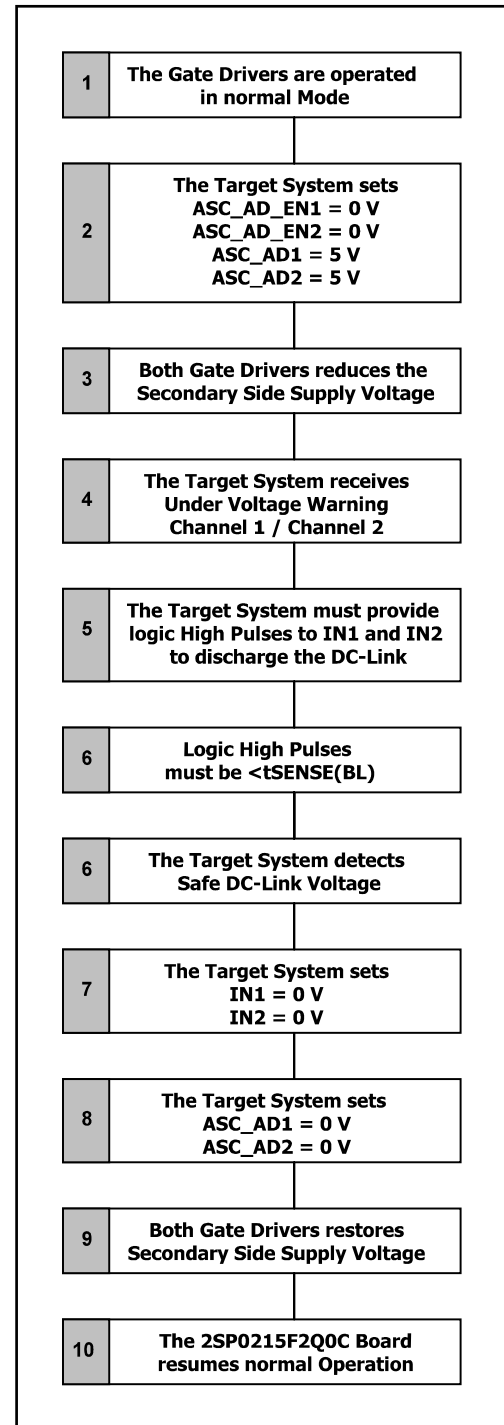 1
The Gate Drivers are operated
in normal Mode
2
The Target System sets
ASC_AD_EN1 = 0 V
ASC_AD_EN2 = 0 V
ASC_AD1 = 5 V
ASC_AD2 = 5 V
3
Both Gate Drivers reduces the
Secondary Side Supply Voltage
4
The Target System receives
Under Voltage Warning
Channel 1 / Channel 2
5
The Target System must provide
logic High Pulses to IN1 and IN2
to discharge the DC-Link
6
Logic High Pulses
must be <tSENSE(BL)
6
The Target System detects
Safe DC-Link Voltage
7
The Target System sets
IN1 = 0 V
IN2 = 0 V
8
The Target System sets
ASC_AD1 = 0 V
ASC_AD2 = 0 V
9
Both Gate Drivers restores
Secondary Side Supply Voltage
10
The 2SP0215F2Q0C Board
resumes normal Operation